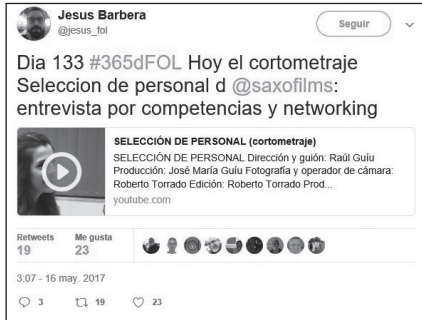 Jesus Barbera
@jesus_fol
Seguir
Dia 133 #365dFOL Hoy el cortometraje
Seleccion de personal d @saxofilms:
entrevista por competencias y networking
SELECCIÓN DE PERSONAL (cortometraje)
SELECCIÓN DE PERSONAL Dirección y guión: Raúl Guíu
Producción: José María Guíu Fotografía y operador de cámara:
Roberto Torrado Edición: Roberto Torrado Prod...
youtube.com
Retweets Me gusta
19 23
3:07 - 16 may. 2017
3 19 23